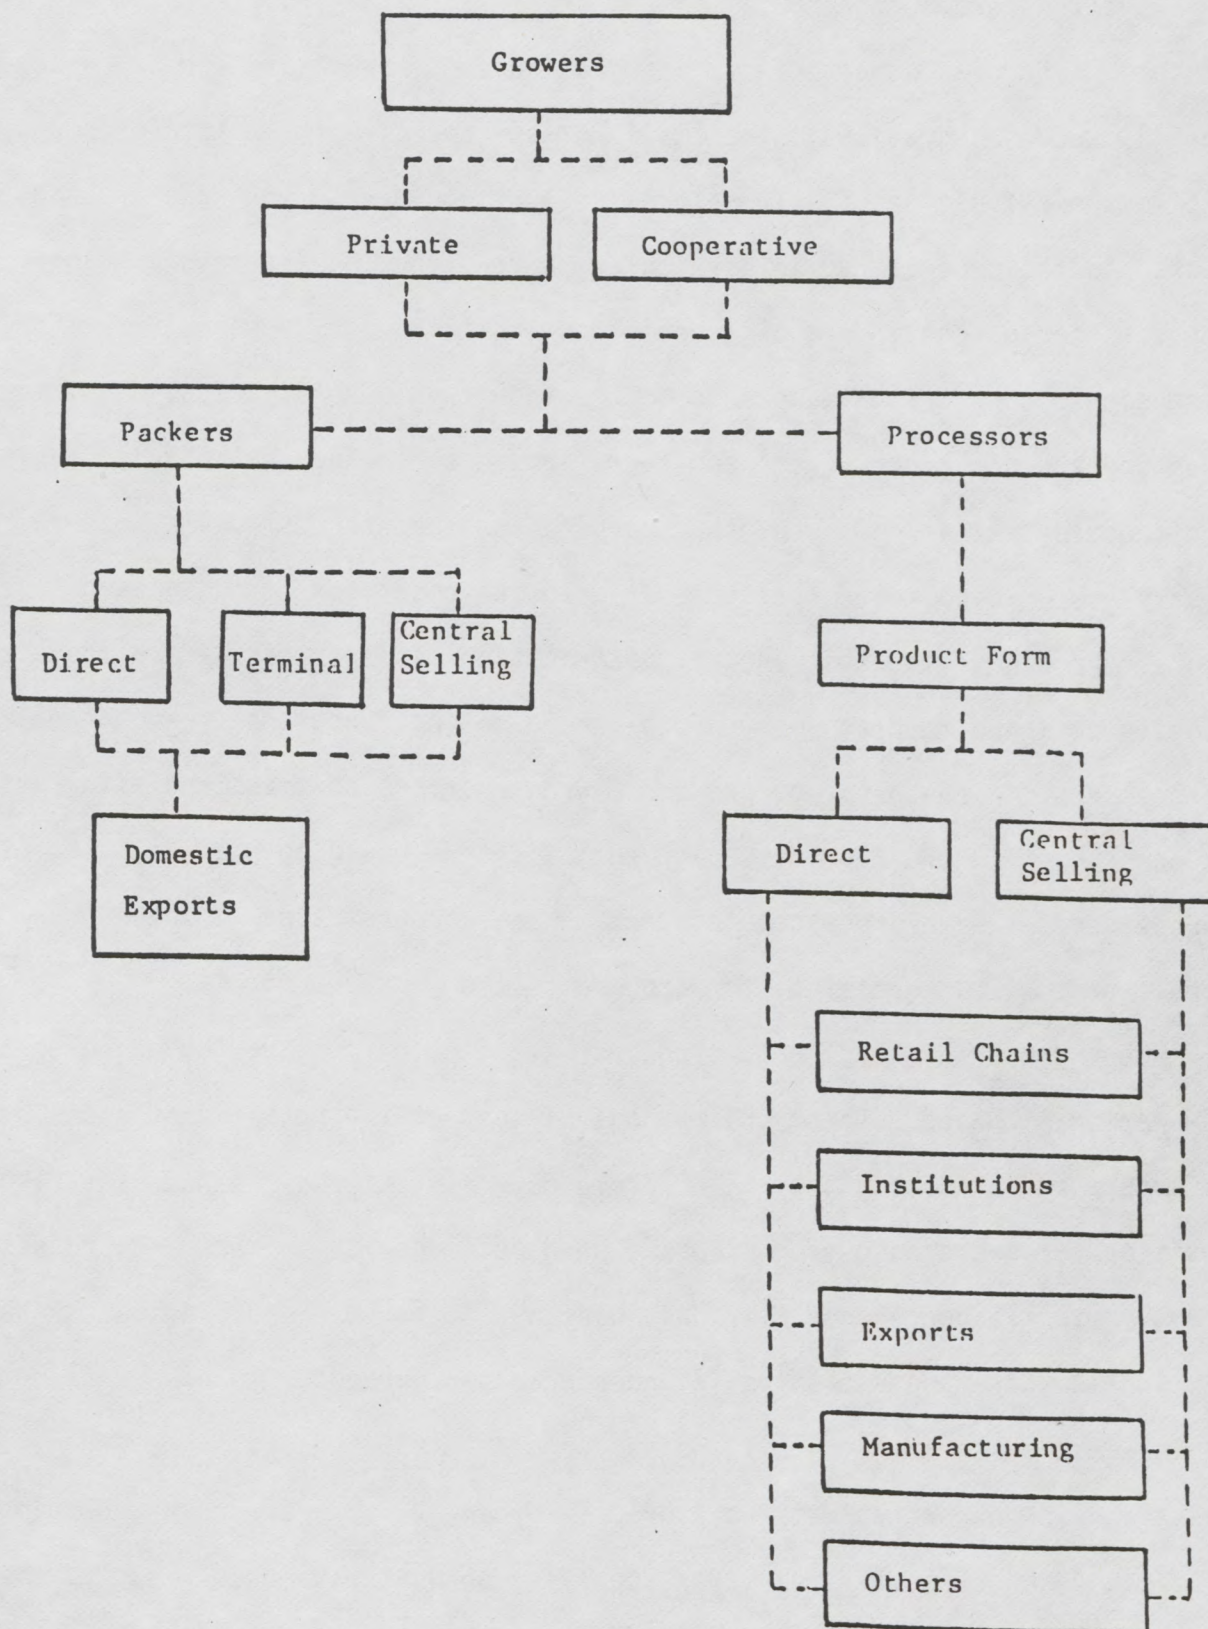 Growers
Private
Cooperative
Packers
Processors
Direct
Terminal
Central
Selling
Product Form
Domestic
Exports
Direct
Central
Selling
Retail Chains
Institutions
Exports
Manufacturing
Others